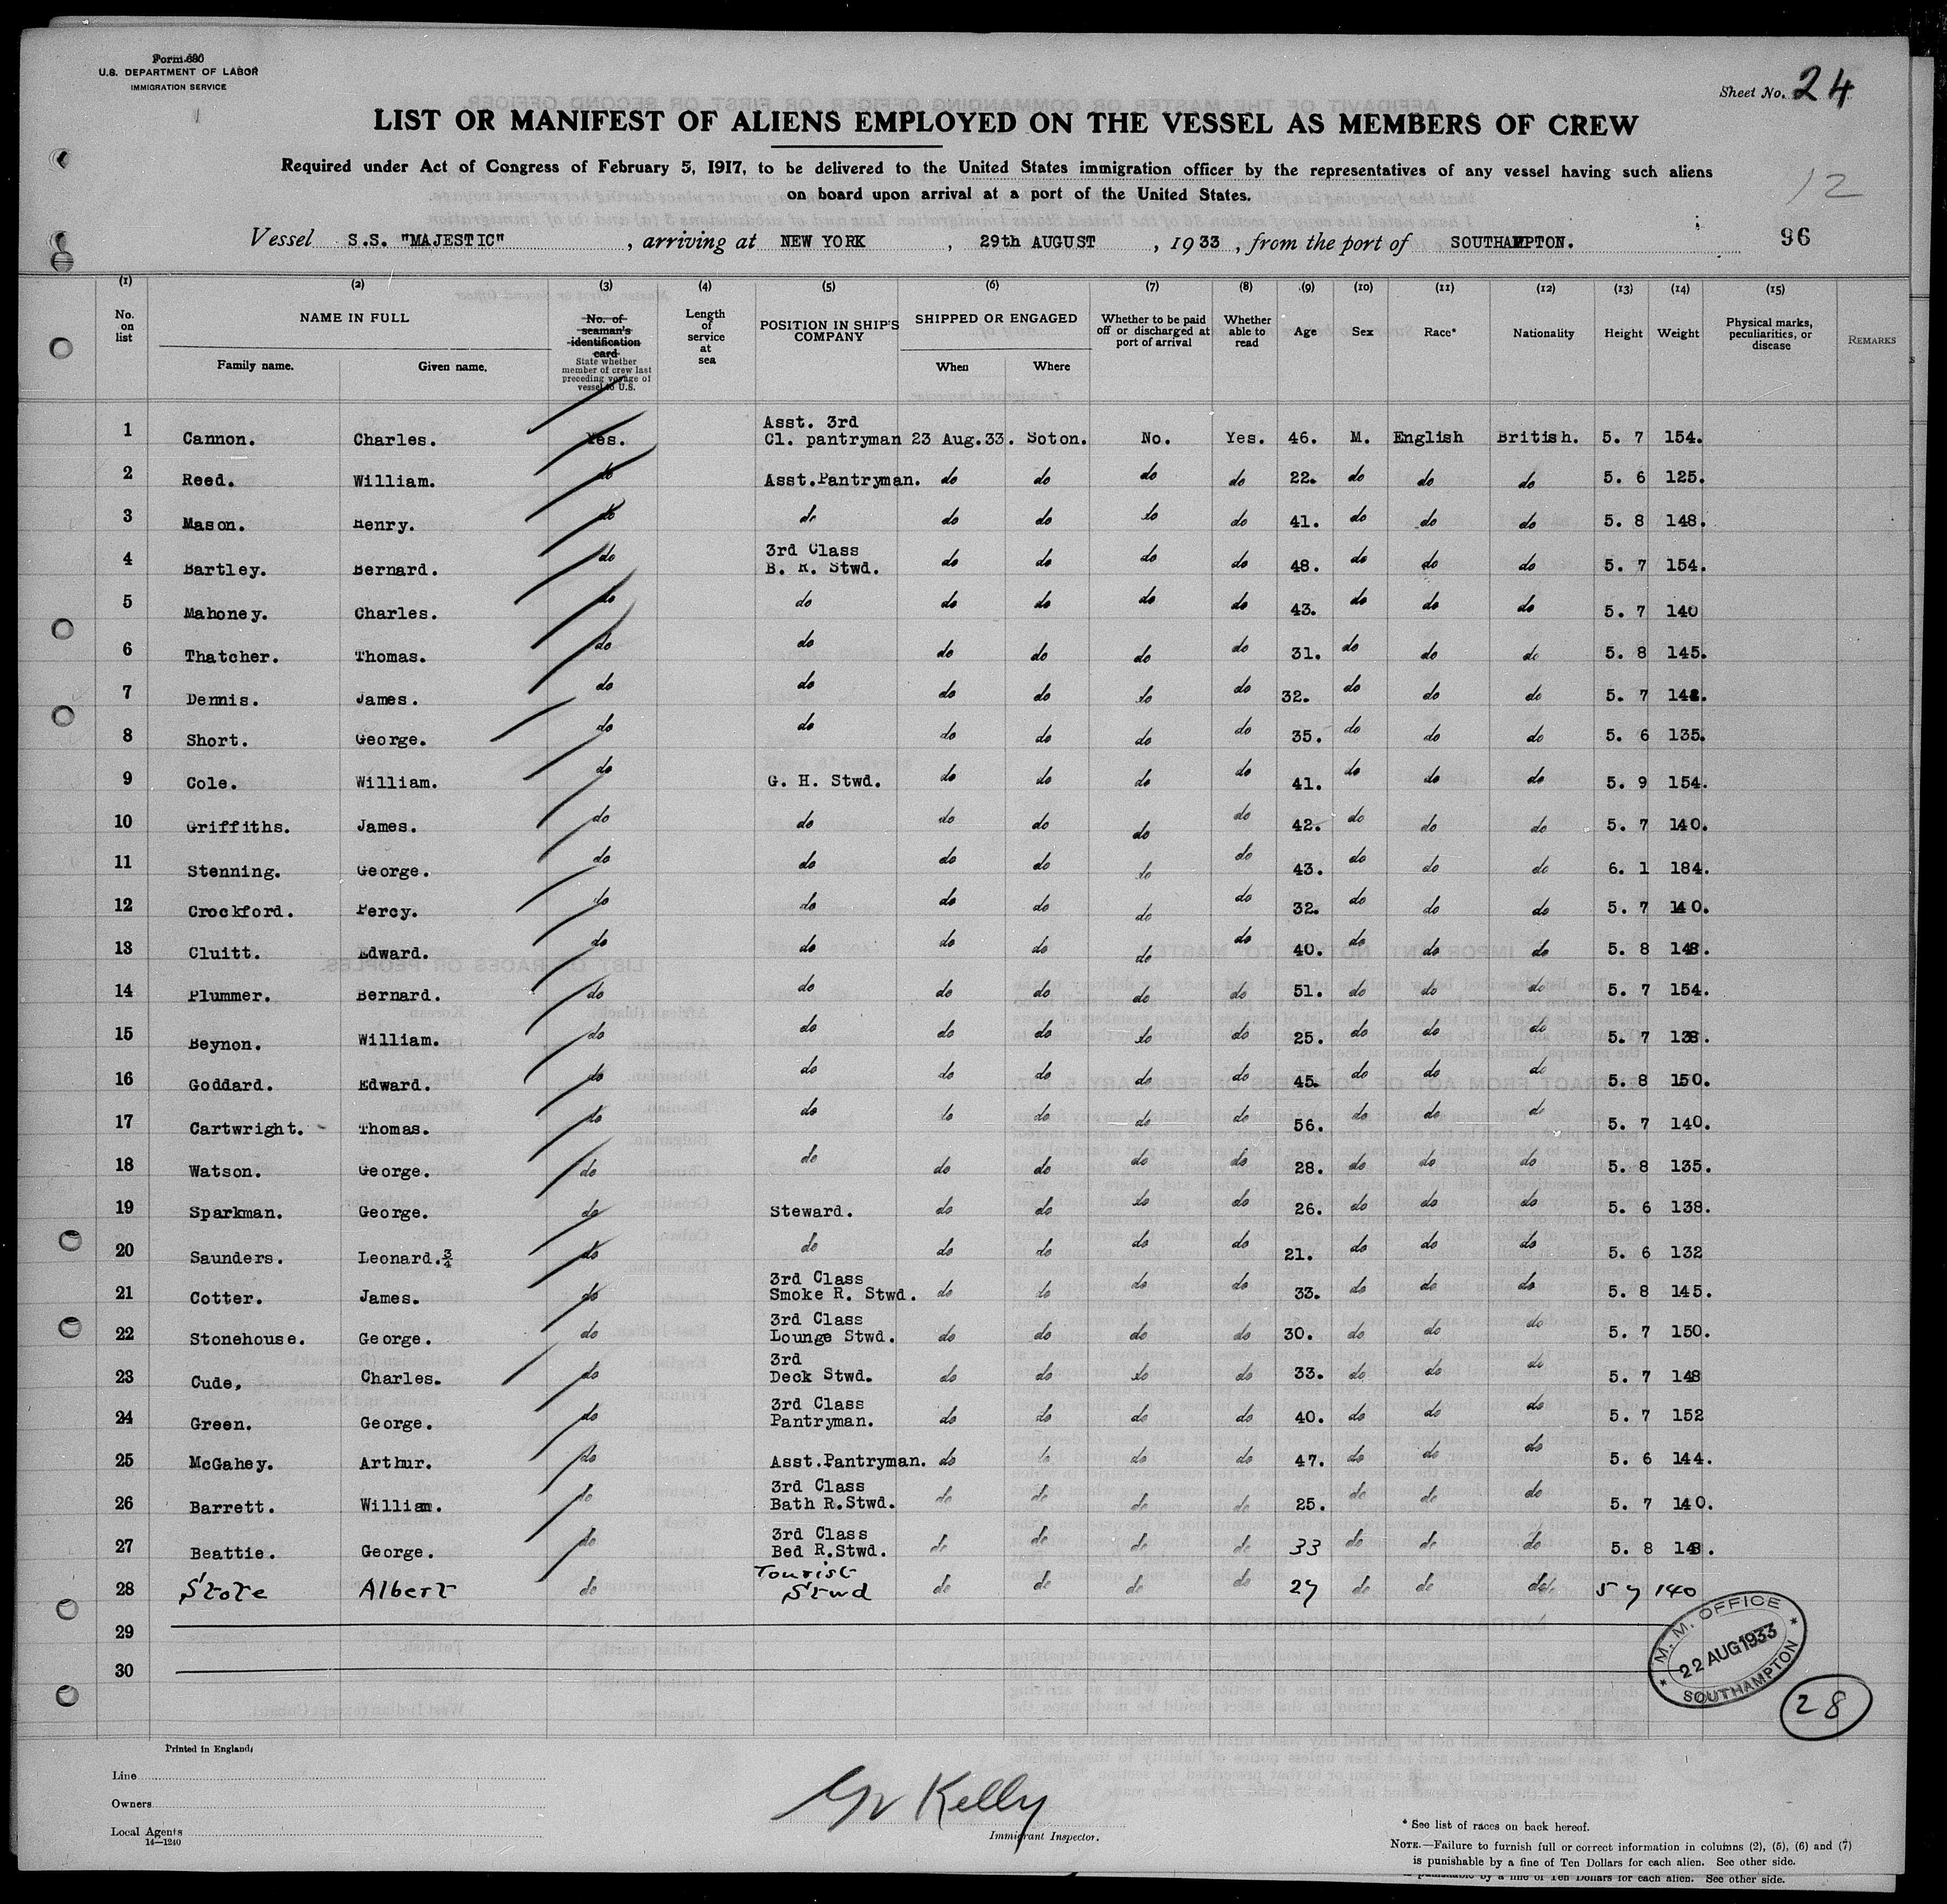 Form 680
U.S. DEPARTMENT OF LABOR
IMMIGRATION SERVICE
Sheet No. 24
LIST OR MANIFEST OF ALIENS EMPLOYED ON THE VESSEL AS MEMBERS OF CREW
Required under Act of Congress of February 5, 1917, to be delivered to the United States immigration officer by the representatives of any vessel having such aliens
on board upon arrival at a port of the United States.
12
Vessel S.S. "MAJESTIC", arriving at NEW YORK, 29th AUGUST, 1933, from the port of SOUTHAMPTON.
96
(1) (2) (3) (4) (5) (6) (7) (8) (9) (10) (11) (12) (13) (14) (15)
No. on list
NAME IN FULL
Family name. Given name.
No. of seaman's identification card
State whether member of crew last preceding voyage of vessel to U.S.
Length of service at sea
POSITION IN SHIP'S COMPANY
SHIPPED OR ENGAGED
When Where
Whether to be paid off or discharged at port of arrival
Whether able to read
Age Sex Race* Nationality Height Weight
Physical marks, peculiarities, or disease
REMARKS
1 Cannon. Charles. Yes. Asst. 3rd Cl. pantryman 23 Aug.33. Soton. No. Yes. 46. M. English British. 5. 7 154.
2 Reed. William. do Asst.Pantryman. do do do do 22. do do do 5. 6 125.
3 Mason. Henry. do do do do do do 41. do do do 5. 8 148.
4 Bartley. Bernard. do 3rd Class B. R. Stwd. do do do do 48. do do do 5. 7 154.
5 Mahoney. Charles. do do do do do do 43. do do do 5. 7 140
6 Thatcher. Thomas. do do do do do do 31. do do do 5. 8 145.
7 Dennis. James. do do do do do do 32. do do do 5. 7
8 Short. George. do do do do do do 35. do do do 5. 6 135.
9 Cole. William. do G. H. Stwd. do do do do 41. do do do 5. 9 154.
10 Griffiths. James. do do do do do do 42. do do do 5. 7 140.
11 Stenning. George. do do do do do do 43. do do do 6. 1 184.
12 Crockford. Percy. do do do do do do 32. do do do 5. 7 140.
13 Cluitt. Edward. do do do do do do 40. do do do 5. 8 148.
14 Plummer. Bernard. do do do do do do 51. do do do 5. 7 154.
15 Beynon. William. do do do do do do 25. do do do 5. 7 138.
16 Goddard. Edward. do do do do do do 45. do do do 5. 8 150.
17 Cartwright. Thomas. do do do do do do 56. do do do 5. 7 140.
18 Watson. George. do do do do do do 28. do do do 5. 8 135.
19 Sparkman. George. do Steward. do do do do 26. do do do 5. 6 138.
20 Saunders. Leonard.¾ do do do do do do 21. do do do 5. 6 132
21 Cotter. James. do 3rd Class Smoke R. Stwd. do do do do 33. do do do 5. 8 145.
22 Stonehouse. George. do 3rd Class Lounge Stwd. do do do do 30. do do do 5. 7 150.
23 Cude, Charles. do 3rd Deck Stwd. do do do do 33. do do do 5. 7 148
24 Green. George. do 3rd Class Pantryman. do do do do 40. do do do 5. 7 152
25 McGahey. Arthur. do Asst.Pantryman. do do do do 47. do do do 5. 6 144.
26 Barrett. William. do 3rd Class Bath R.Stwd. do do do do 25. do do do 5. 7 140.
27 Beattie. George. do 3rd Class Bed R.Stwd. do do do do 33 do do do 5. 8 148.
28 Stote Albert do Tourist Stwd do do do do 27 do do do 5 7 140
29
30
M. M. OFFICE
22 AUG 1933
SOUTHAMPTON
28
Printed in England.
Line
Owners
Local Agents
14—1240
Kelly
Immigrant Inspector.
* See list of races on back hereof.
NOTE.—Failure to furnish full or correct information in columns (2), (5), (6) and (7)
is punishable by a fine of Ten Dollars for each alien. See other side.
is punishable by a fine of Ten Dollars for each alien. See other side.